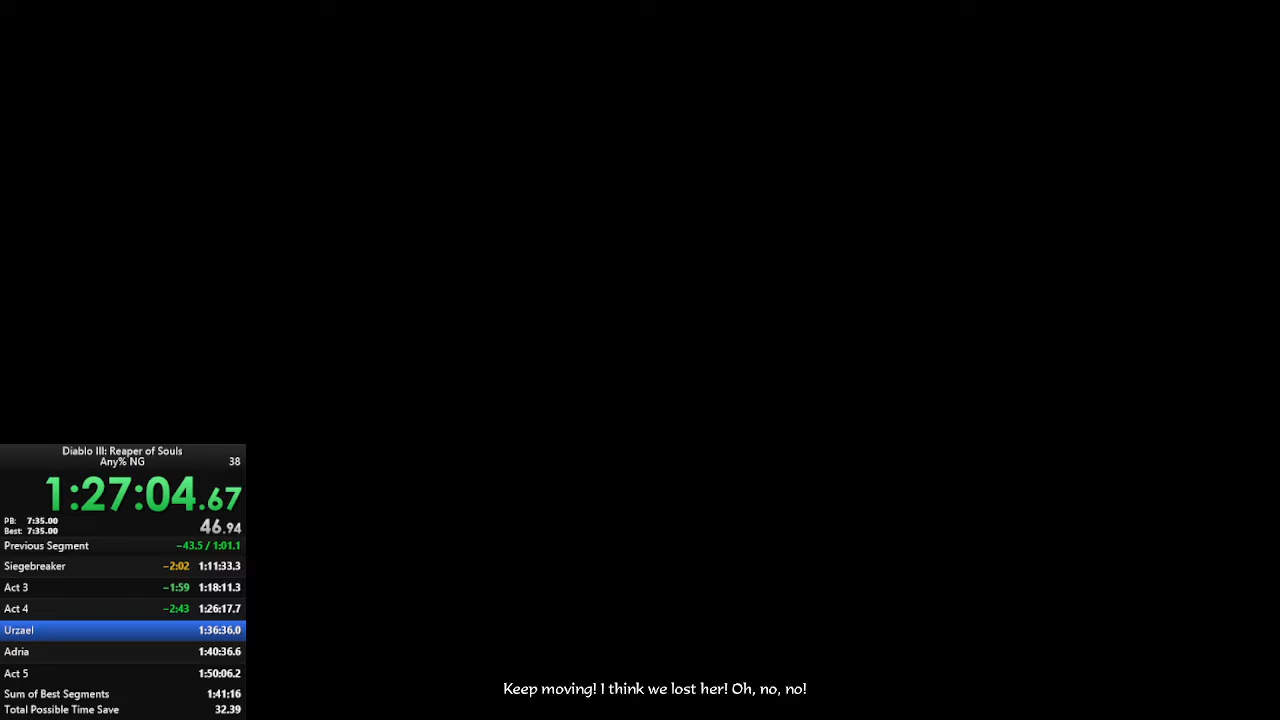 Diablo III: Reaper of Souls
Any% NG 38
1:27:04.67
PB: 7:35.00
Best: 7:35.00
46.94
Previous Segment -43.5 / 1:01.1
Siegebreaker -2:02 1:11:33.3
Act 3 -1:59 1:18:11.3
Act 4 -2:43 1:26:17.7
Urzael 1:36:36.0
Adria 1:40:36.6
Act 5 1:50:06.2
Sum of Best Segments 1:41:16
Total Possible Time Save 32.39
Keep moving! I think we lost her! Oh, no, no!